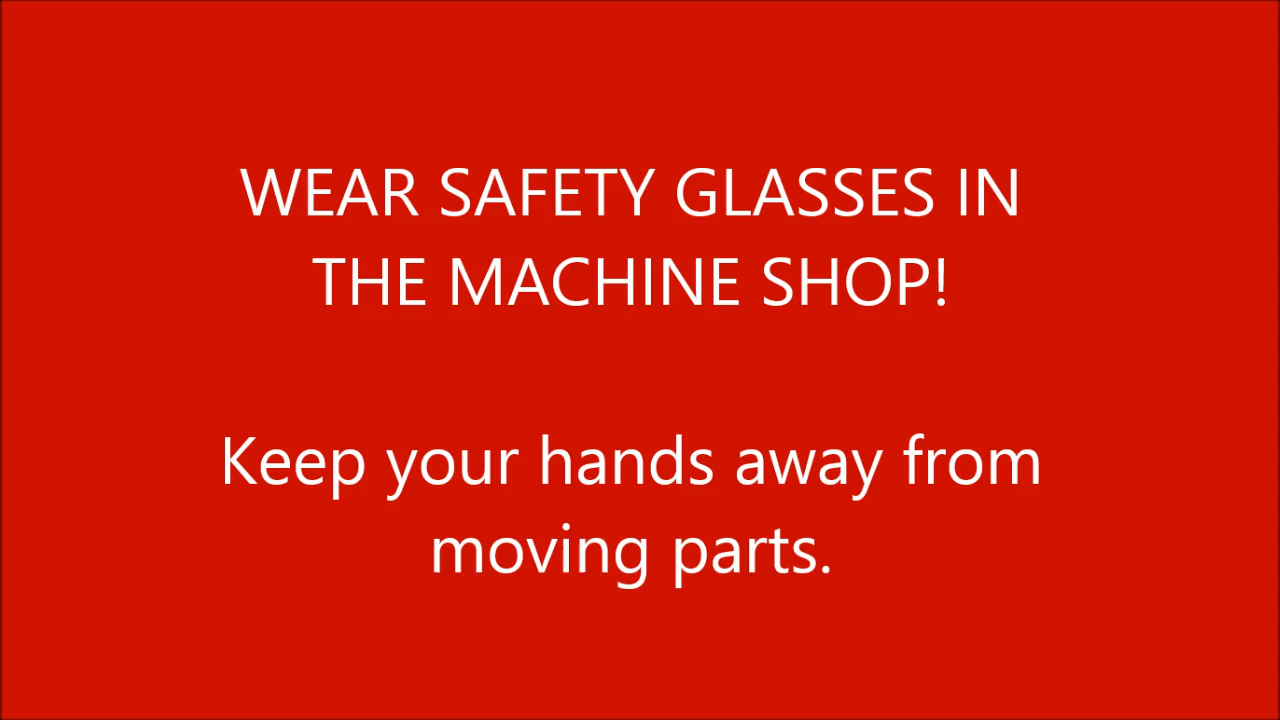 WEAR SAFETY GLASSES IN
THE MACHINE SHOP!
Keep your hands away from
moving parts.